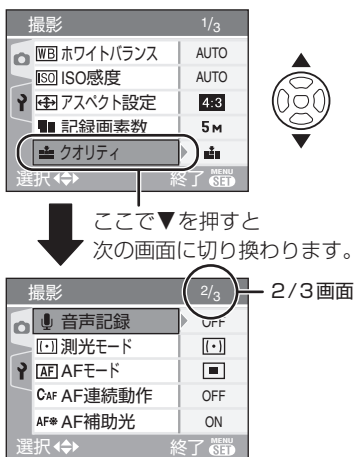 撮影 1/3
WB ホワイトバランス AUTO
ISO ISO感度 AUTO
アスペクト設定 4:3
記録画素数 5M
クオリティ
選択 終了 MENU SET
ここで▼を押すと
次の画面に切り換わります。
撮影 2/3
2/3画面
音声記録 OFF
測光モード
AF AFモード
CAF AF連続動作 OFF
AF* AF補助光 ON
選択 終了 MENU SET